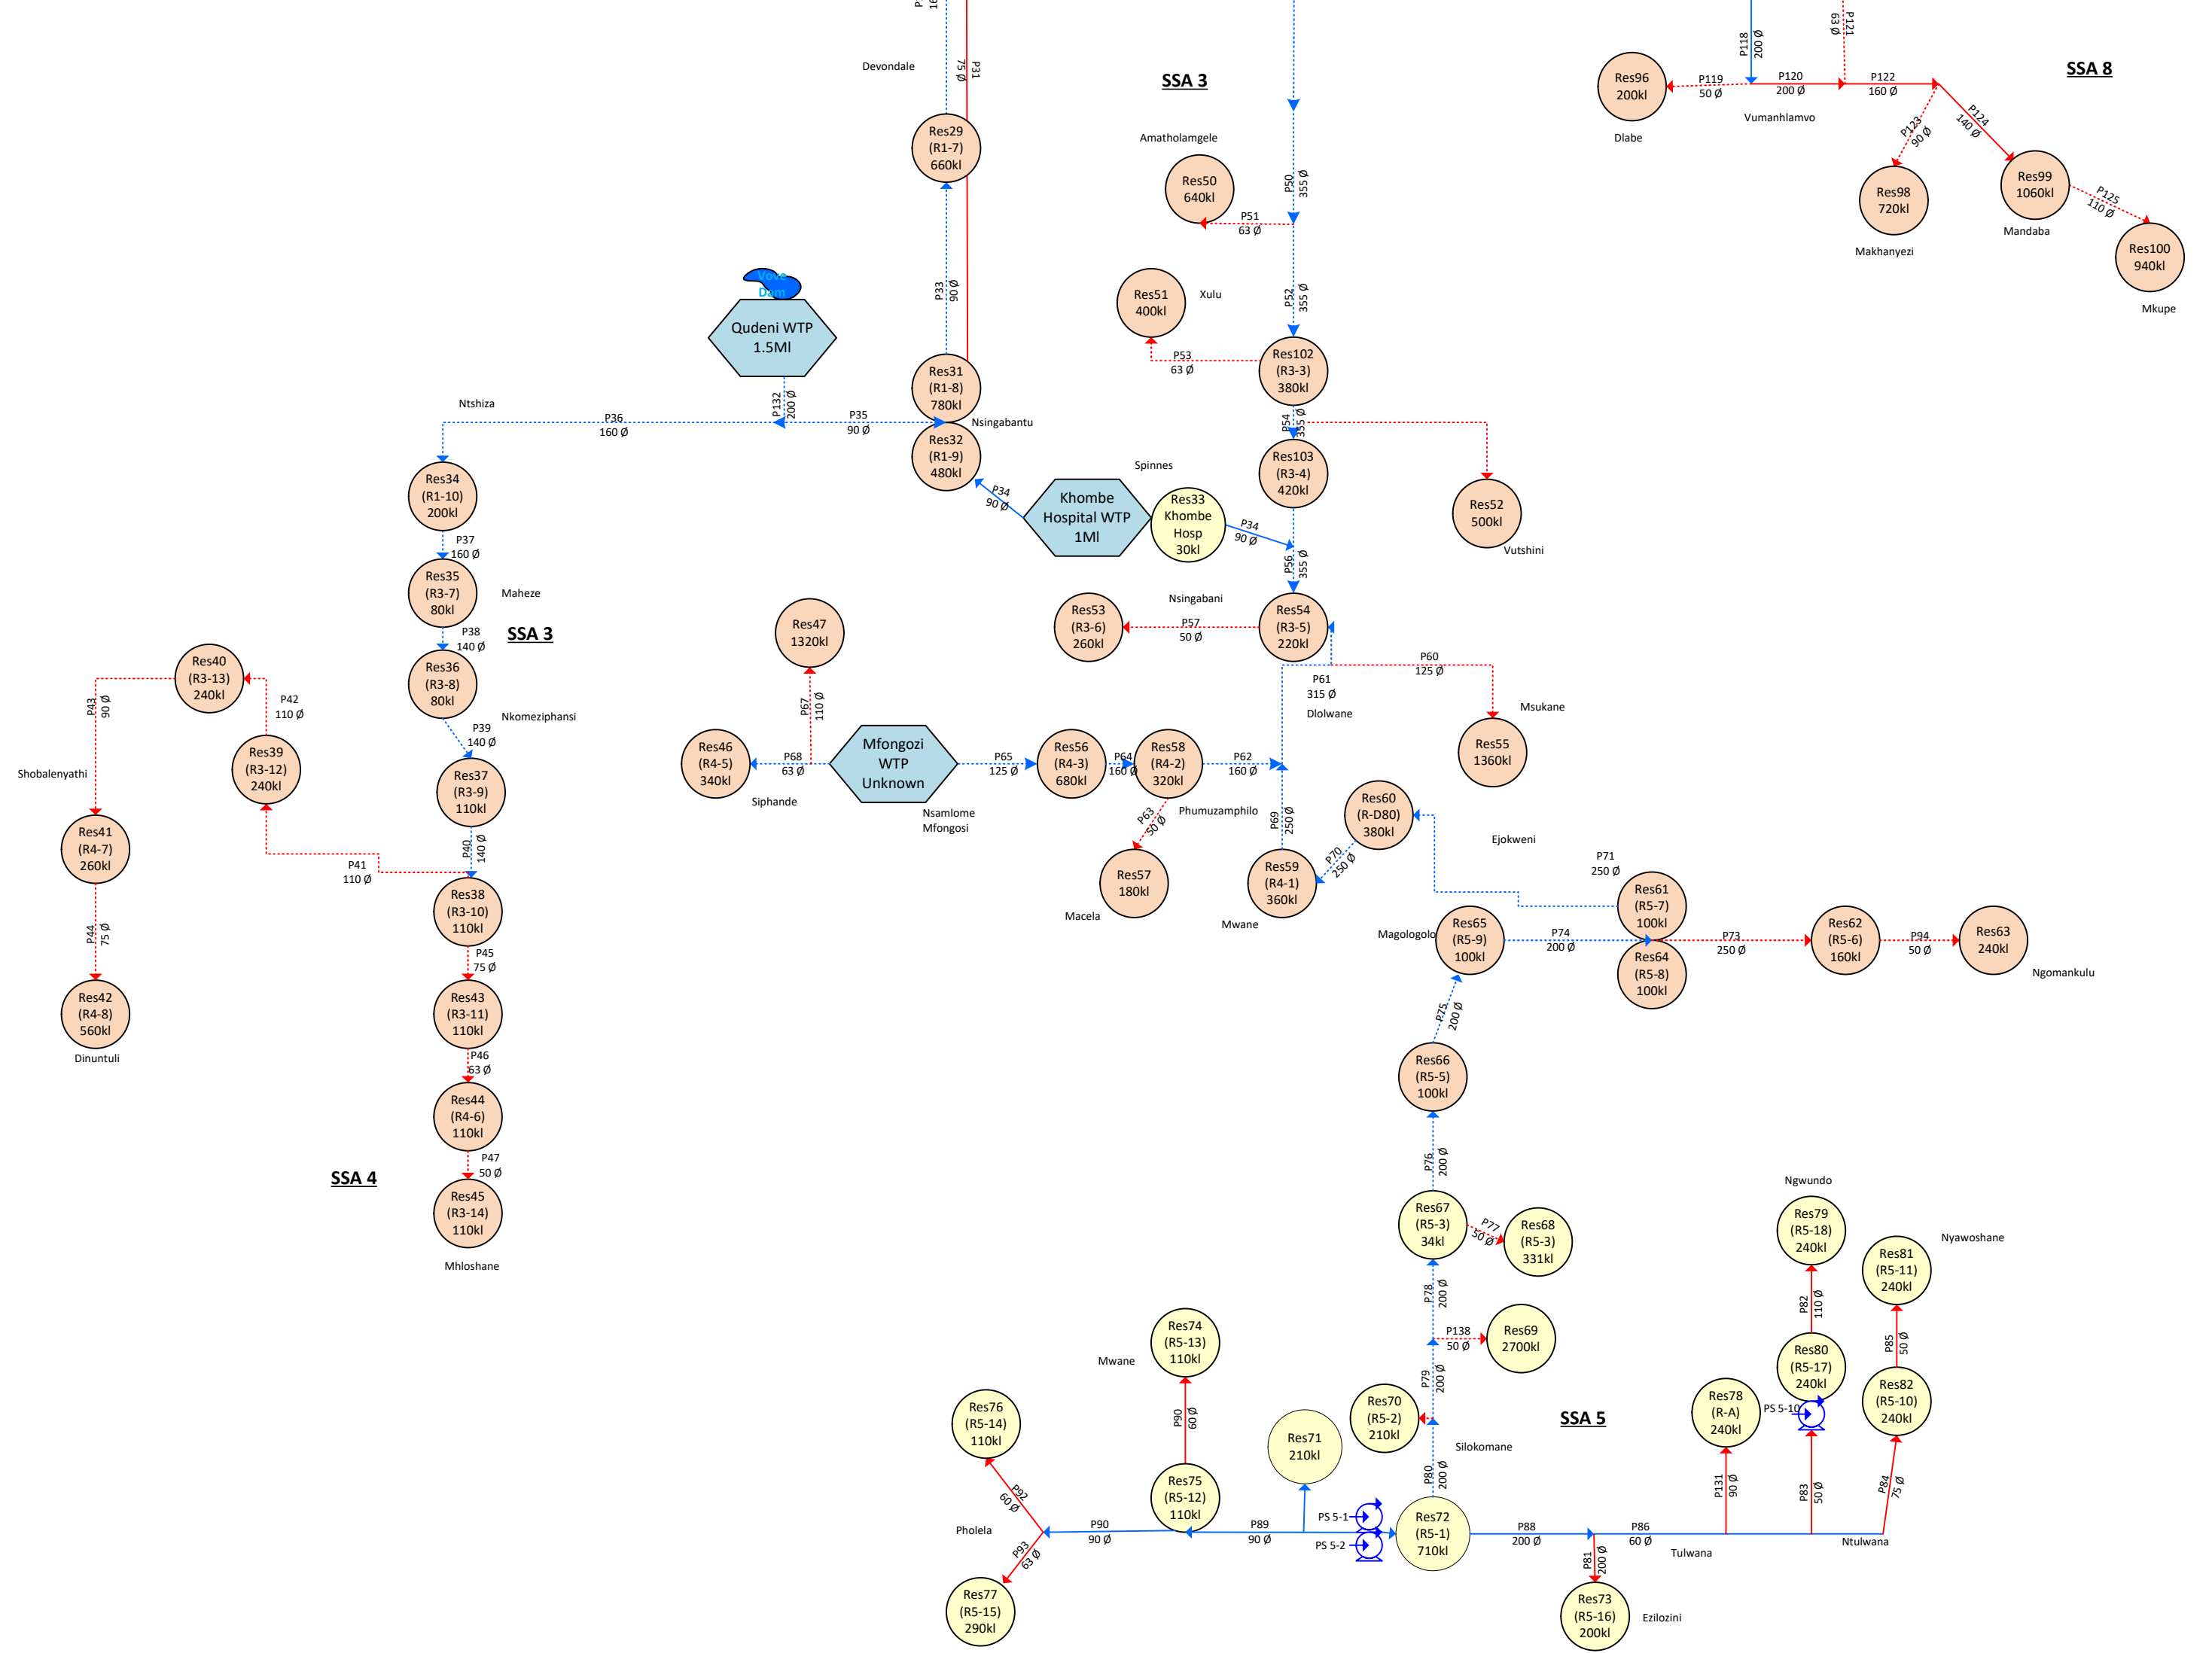 P118
200 Ø
P121
63 Ø
SSA 8
Res96
200kl
Dlabe
P119
50 Ø
P120
200 Ø
P122
160 Ø
Vumanhlamvo
P123
90 Ø
P124
140 Ø
Res98
720kl
Makhanyezi
Res99
1060kl
Mandaba
P125
110 Ø
Res100
940kl
Mkupe
Devondale
P31
75 Ø
Res29
(R1-7)
660kl
P33
90 Ø
SSA 3
Amatholamgele
Res50
640kl
P50
355 Ø
P51
63 Ø
Res51
400kl
Xulu
P52
355 Ø
P53
63 Ø
Res102
(R3-3)
380kl
P54
355 Ø
Res103
(R3-4)
420kl
Res52
500kl
Vutshini
Vove
Dam
Qudeni WTP
1.5Ml
P132
200 Ø
P35
90 Ø
P36
160 Ø
Ntshiza
Res31
(R1-8)
780kl
Nsingabantu
Res32
(R1-9)
480kl
P34
90 Ø
Spinnes
Khombe
Hospital WTP
1Ml
Res33
Khombe
Hosp
30kl
P34
90 Ø
P56
355 Ø
Nsingabani
Res53
(R3-6)
260kl
P57
50 Ø
Res54
(R3-5)
220kl
P60
125 Ø
P61
315 Ø
Dlolwane
Msukane
Res55
1360kl
Res34
(R1-10)
200kl
P37
160 Ø
Res35
(R3-7)
80kl
Maheze
P38
140 Ø
SSA 3
Res36
(R3-8)
80kl
Nkomeziphansi
P39
140 Ø
Res37
(R3-9)
110kl
P40
140 Ø
Res40
(R3-13)
240kl
P42
110 Ø
P43
90 Ø
Res39
(R3-12)
240kl
Shobalenyathi
Res41
(R4-7)
260kl
P41
110 Ø
P44
75 Ø
Res42
(R4-8)
560kl
Dinuntuli
Res38
(R3-10)
110kl
P45
75 Ø
Res43
(R3-11)
110kl
P46
63 Ø
Res44
(R4-6)
110kl
P47
50 Ø
SSA 4
Res45
(R3-14)
110kl
Mhloshane
Res47
1320kl
P67
110 Ø
Res46
(R4-5)
340kl
P68
63 Ø
Siphande
Mfongozi
WTP
Unknown
P65
125 Ø
Nsamlome
Mfongosi
Res56
(R4-3)
680kl
P64
160 Ø
Res58
(R4-2)
320kl
P62
160 Ø
Phumuzamphilo
P63
50 Ø
Res57
180kl
Macela
P69
250 Ø
Res59
(R4-1)
360kl
Mwane
P70
250 Ø
Res60
(R-D80)
380kl
Ejokweni
P71
250 Ø
Res61
(R5-7)
100kl
Magologolo
Res65
(R5-9)
100kl
P74
200 Ø
Res64
(R5-8)
100kl
P73
250 Ø
Res62
(R5-6)
160kl
P94
50 Ø
Res63
240kl
Ngomankulu
P75
200 Ø
Res66
(R5-5)
100kl
P76
200 Ø
Res67
(R5-3)
34kl
P77
50 Ø
Res68
(R5-3)
331kl
P78
200 Ø
P138
50 Ø
Res69
2700kl
P79
200 Ø
Res70
(R5-2)
210kl
Silokomane
SSA 5
P80
200 Ø
Res71
210kl
PS 5-1
PS 5-2
Res72
(R5-1)
710kl
Mwane
Res74
(R5-13)
110kl
P90
60 Ø
Res75
(R5-12)
110kl
P89
90 Ø
P90
90 Ø
Res76
(R5-14)
110kl
P92
60 Ø
Pholela
P93
63 Ø
Res77
(R5-15)
290kl
P88
200 Ø
P86
60 Ø
Tulwana
Ntulwana
P81
200 Ø
Res73
(R5-16)
200kl
Ezilozini
Res78
(R-A)
240kl
P131
90 Ø
Ngwundo
Res79
(R5-18)
240kl
P82
110 Ø
Res80
(R5-17)
240kl
PS 5-10
P83
50 Ø
Nyawoshane
Res81
(R5-11)
240kl
P85
50 Ø
Res82
(R5-10)
240kl
P84
75 Ø